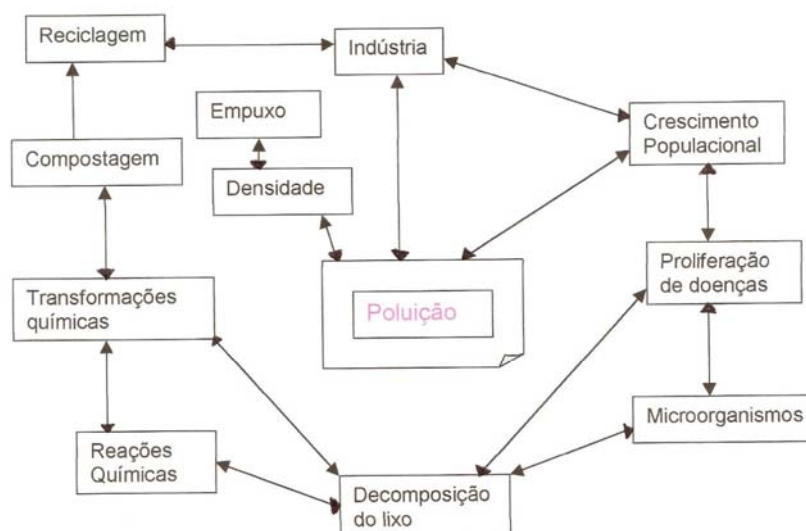 Reciclagem
Indústria
Empuxo
Crescimento
Populacional
Compostagem
Densidade
Proliferação
de doenças
Transformações
químicas
Poluição
Microorganismos
Reações
Químicas
Decomposição
do lixo